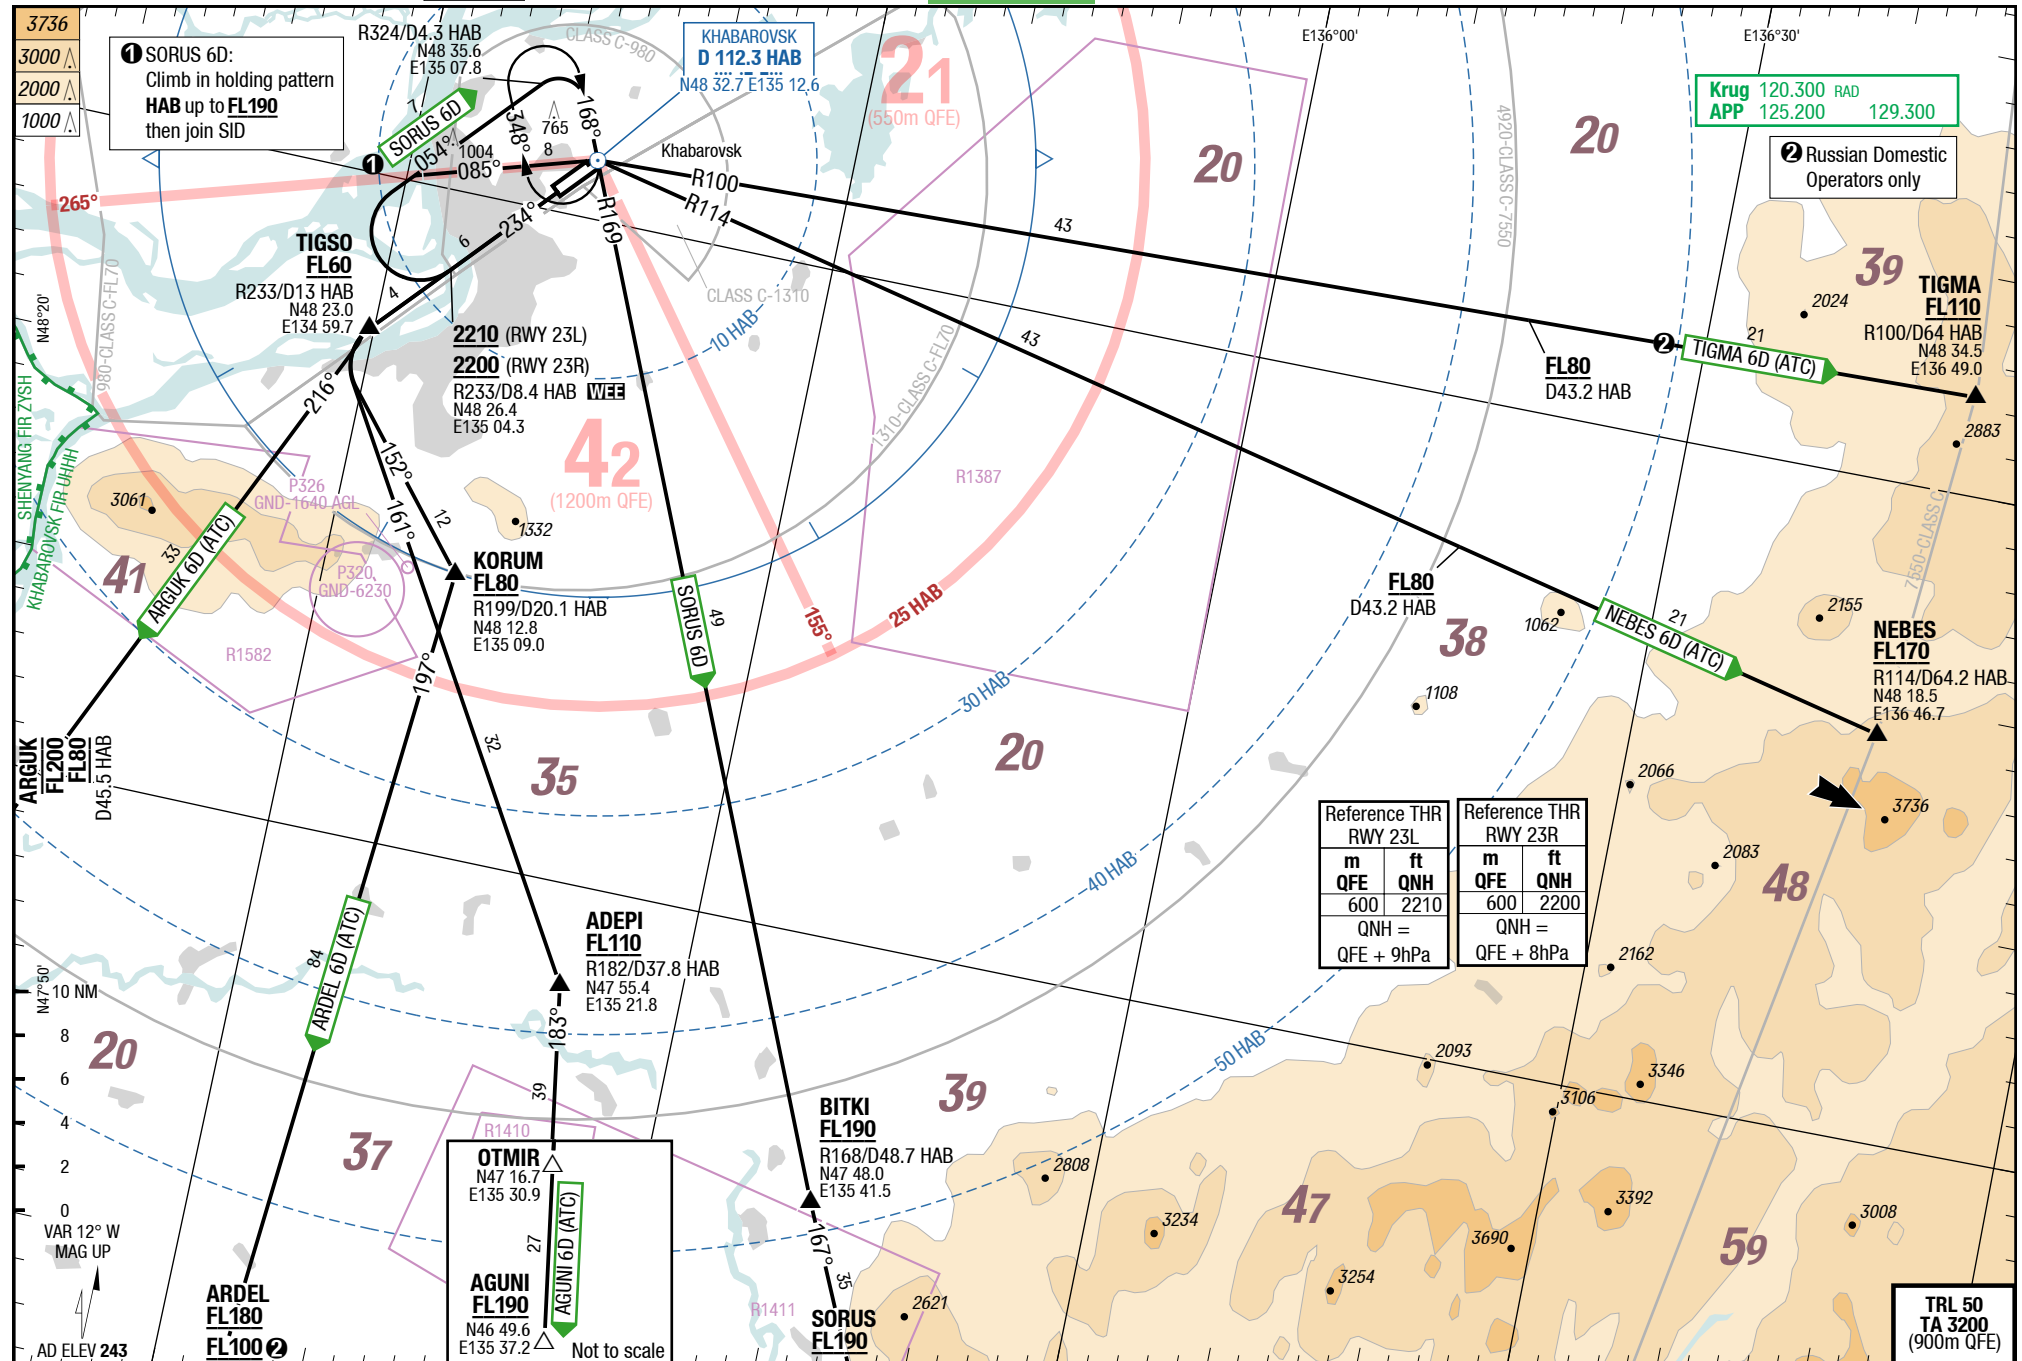 3736
3000
2000
1000
❶ SORUS 6D:
Climb in holding pattern
HAB up to FL190
then join SID
R324/D4.3 HAB
N48 35.6
E135 07.8
CLASS C-980
KHABAROVSK
D 112.3 HAB
N48 32.7 E135 12.6
21
(550m QFE)
E136°00'
E136°30'
Krug 120.300 RAD
APP 125.200 129.300
❷ Russian Domestic
Operators only
4920-CLASS C-7550
20
20
7
SORUS 6D
054°
1004
085°
348°
168°
765
8
❶
Khabarovsk
R100
R114
R169
43
43
265°
234°
6
4
TIGSO
FL60
R233/D13 HAB
N48 23.0
E134 59.7
N48°20'
980-CLASS C-FL70
CLASS C-1310
10 HAB
1310-CLASS C-FL70
2210 (RWY 23L)
2200 (RWY 23R)
R233/D8.4 HAB WEE
N48 26.4
E135 04.3
42
(1200m QFE)
39
2024
TIGMA
FL110
R100/D64 HAB
N48 34.5
E136 49.0
❷
21
TIGMA 6D (ATC)
FL80
D43.2 HAB
2883
SHENYANG FIR ZYSH
KHABAROVSK FIR UHHH
216°
152°
161°
12
3061
P326
GND-1640 AGL
1332
R1387
7550-CLASS C
41
33
ARGUK 6D (ATC)
P320
GND-6230
R1582
KORUM
FL80
R199/D20.1 HAB
N48 12.8
E135 09.0
197°
SORUS 6D
49
155°
25 HAB
FL80
D43.2 HAB
38
1062
21
NEBES 6D (ATC)
2155
NEBES
FL170
R114/D64.2 HAB
N48 18.5
E136 46.7
1108
30 HAB
20
35
32
ARGUK
FL200
FL80
D45.5 HAB
2066
3736
2083
48
40 HAB
Reference THR
RWY 23L
m ft
QFE QNH
600 2210
QNH =
QFE + 9hPa
Reference THR
RWY 23R
m ft
QFE QNH
600 2200
QNH =
QFE + 8hPa
2162
84
ARDEL 6D (ATC)
ADEPI
FL110
R182/D37.8 HAB
N47 55.4
E135 21.8
183°
39
N47°50'
10 NM
8
6
4
2
0
20
37
50 HAB
39
2093
3346
3106
R1410
OTMIR
N47 16.7
E135 30.9
27
AGUNI 6D (ATC)
AGUNI
FL190
N46 49.6
E135 37.2
Not to scale
BITKI
FL190
R168/D48.7 HAB
N47 48.0
E135 41.5
167°
35
R1411
SORUS
FL190
2808
3234
47
3392
3690
3254
2621
3008
59
VAR 12° W
MAG UP
AD ELEV 243
ARDEL
FL180
FL100 ❷
TRL 50
TA 3200
(900m QFE)